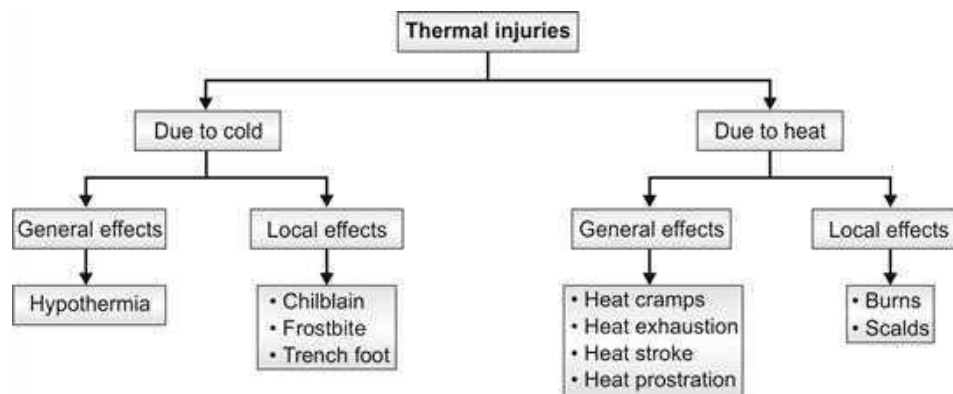 Thermal injuries
Due to cold
Due to heat
General effects
Local effects
General effects
Local effects
Hypothermia
• Chilblain
• Frostbite
• Trench foot
• Heat cramps
• Heat exhaustion
• Heat stroke
• Heat prostration
• Burns
• Scalds